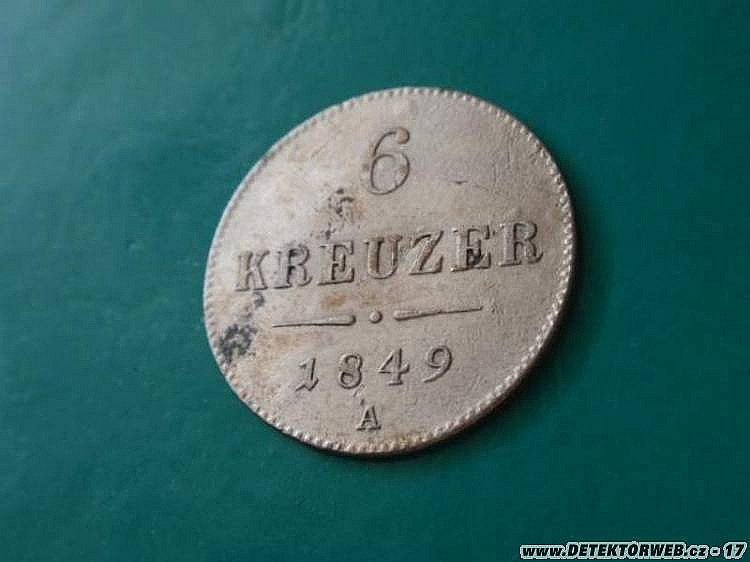 6
KREUZER
1849
A
www.DETEKTORWEB.cz - 17